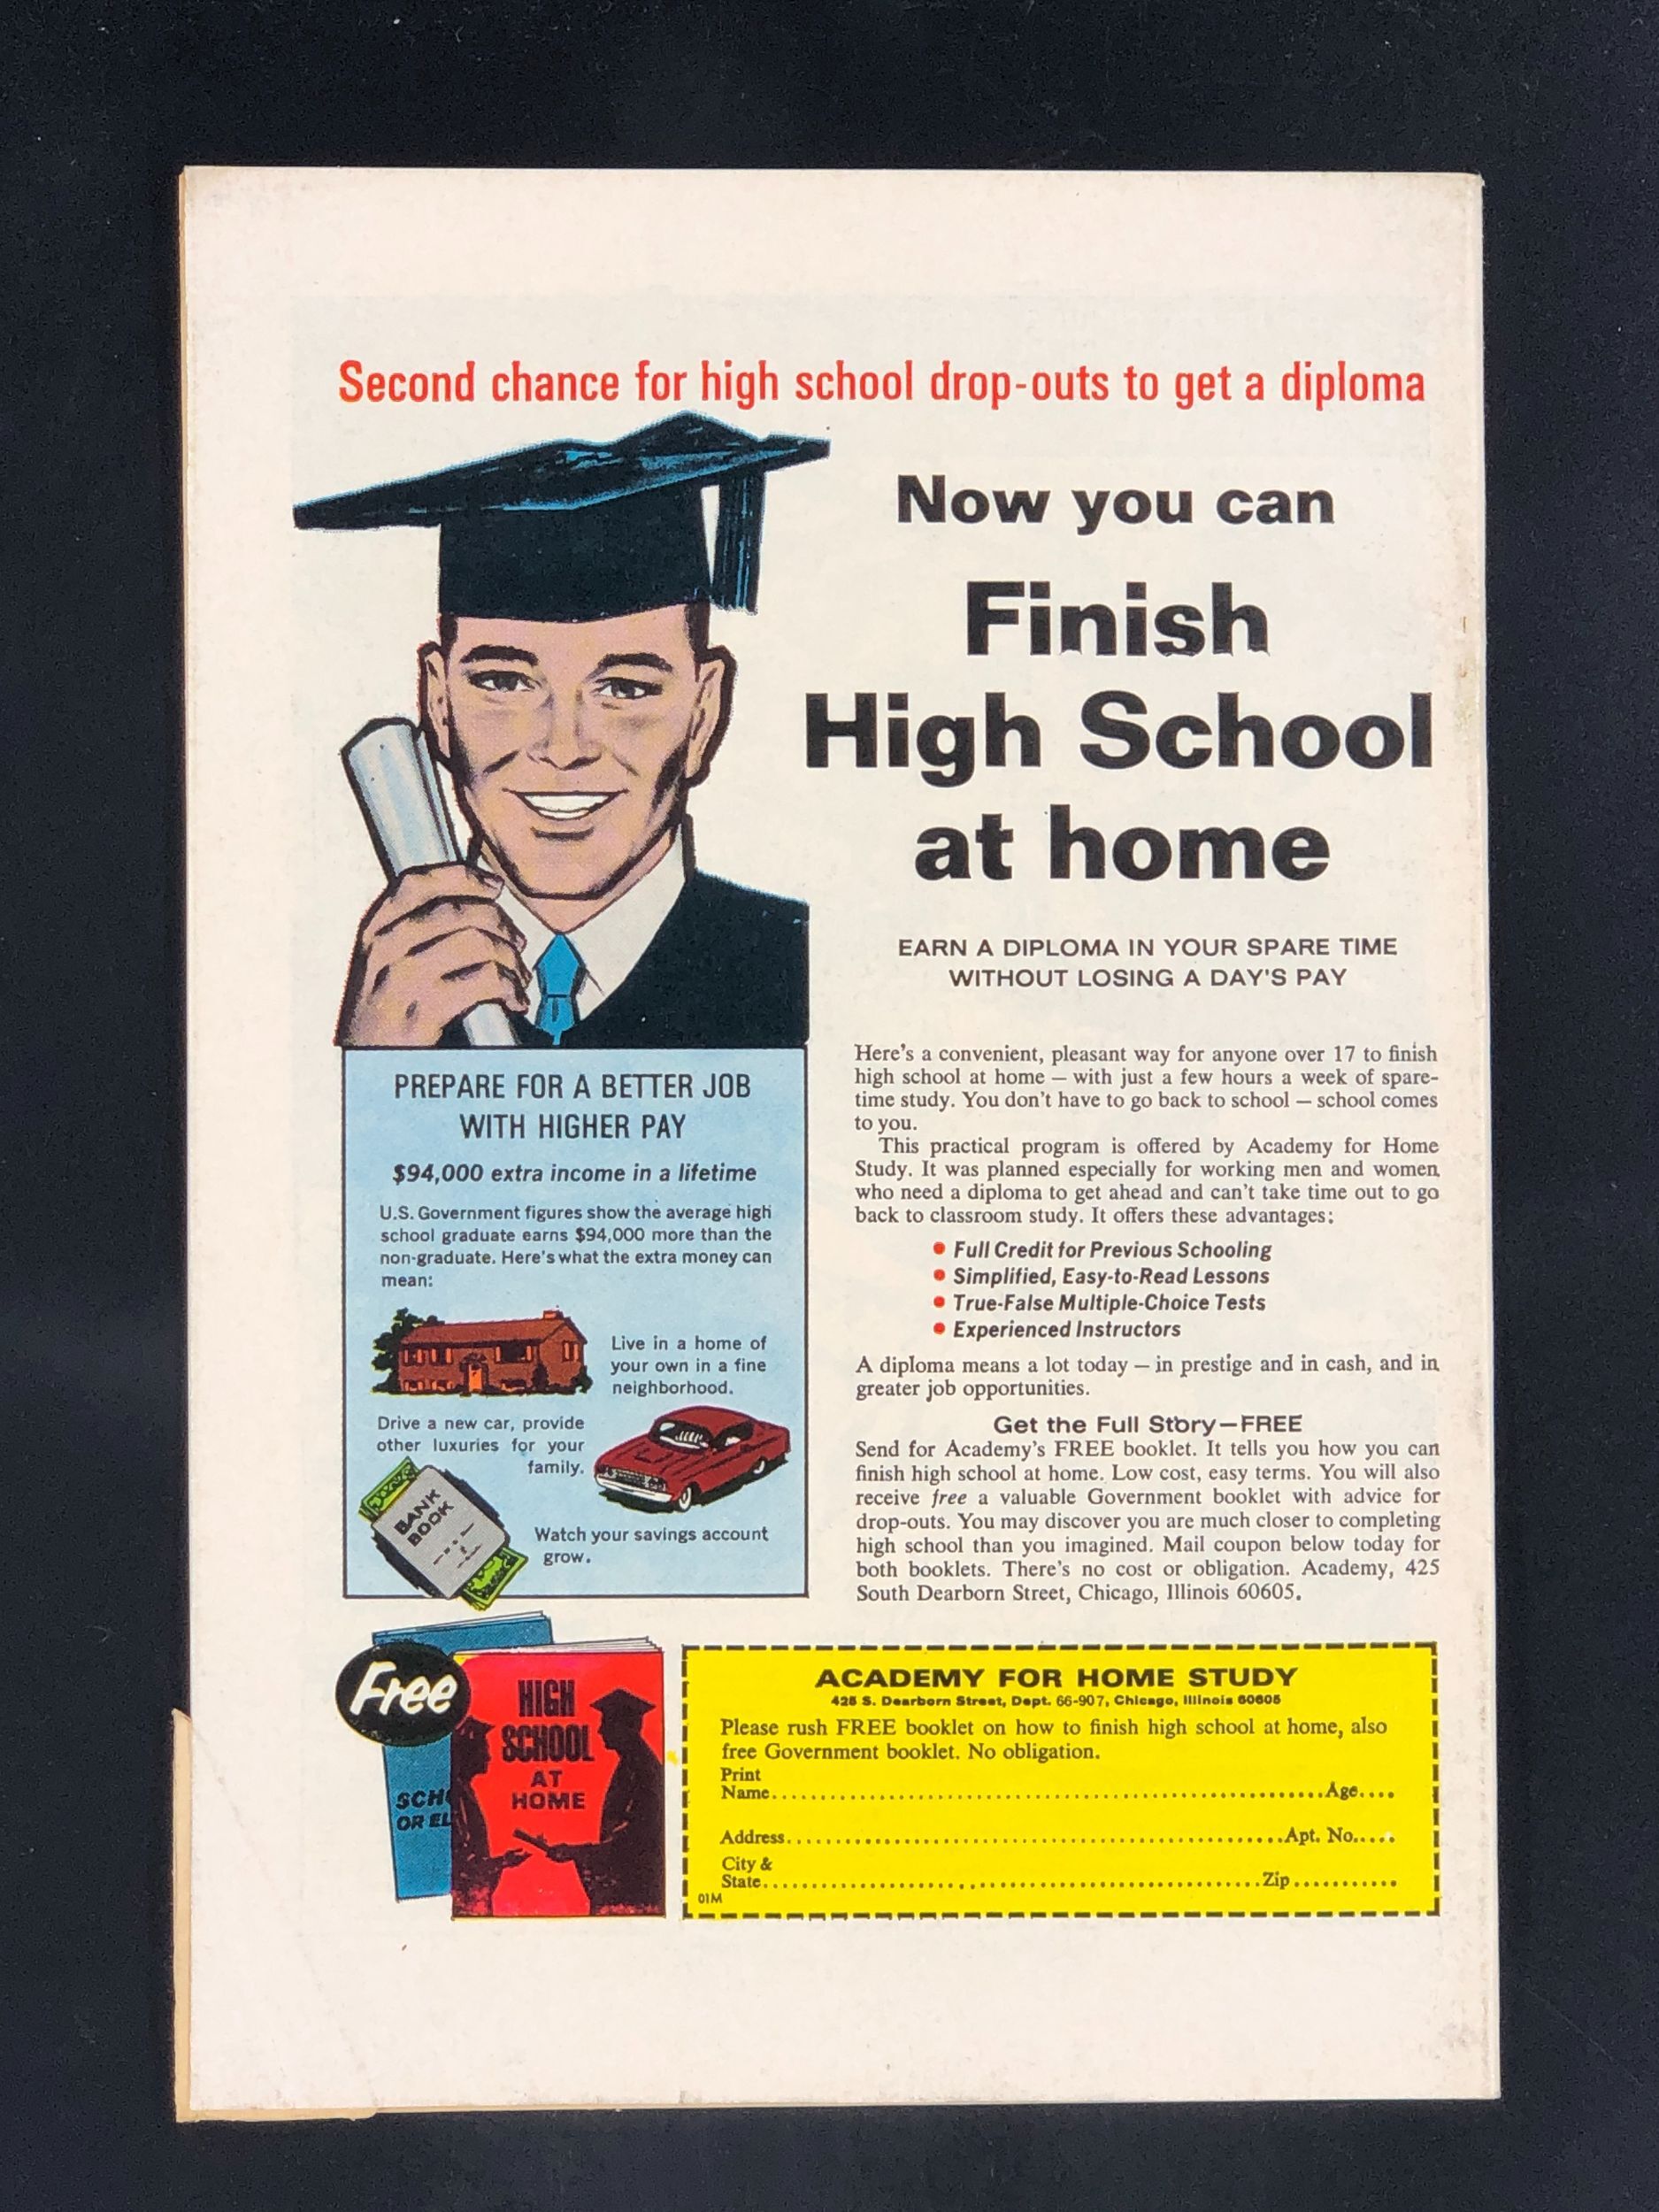 Second chance for high school drop-outs to get a diploma
Now you can
Finish
High School
at home
EARN A DIPLOMA IN YOUR SPARE TIME
WITHOUT LOSING A DAY'S PAY
PREPARE FOR A BETTER JOB
WITH HIGHER PAY
$94,000 extra income in a lifetime
U.S. Government figures show the average high
school graduate earns $94,000 more than the
non-graduate. Here's what the extra money can
mean:
Live in a home of
your own in a fine
neighborhood.
Drive a new car, provide
other luxuries for your
family.
BANK
BOOK
Watch your savings account
grow.
Here's a convenient, pleasant way for anyone over 17 to finish
high school at home — with just a few hours a week of spare-
time study. You don't have to go back to school — school comes
to you.
This practical program is offered by Academy for Home
Study. It was planned especially for working men and women
who need a diploma to get ahead and can't take time out to go
back to classroom study. It offers these advantages:
• Full Credit for Previous Schooling
• Simplified, Easy-to-Read Lessons
• True-False Multiple-Choice Tests
• Experienced Instructors
A diploma means a lot today — in prestige and in cash, and in
greater job opportunities.
Get the Full Story—FREE
Send for Academy's FREE booklet. It tells you how you can
finish high school at home. Low cost, easy terms. You will also
receive free a valuable Government booklet with advice for
drop-outs. You may discover you are much closer to completing
high school than you imagined. Mail coupon below today for
both booklets. There's no cost or obligation. Academy, 425
South Dearborn Street, Chicago, Illinois 60605.
Free
SCHO
OR EL
HIGH
SCHOOL
AT
HOME
ACADEMY FOR HOME STUDY
425 S. Dearborn Street, Dept. 66-907, Chicago, Illinois 60605
Please rush FREE booklet on how to finish high school at home, also
free Government booklet. No obligation.
Print
Name..........Age....
Address..........Apt. No.....
City &
State..........Zip..........
01M